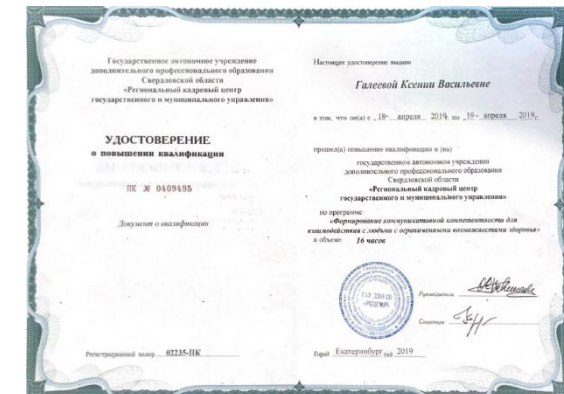 Государственное автономное учреждение
дополнительного профессионального образования
Свердловской области
«Региональный кадровый центр
государственного и муниципального управления»
УДОСТОВЕРЕНИЕ
о повышении квалификации
ПК № 0409495
Документ о квалификации
Регистрационный номер 02235-ПК
Настоящее удостоверение выдано
Галеевой Ксении Васильевне
в том, что он(а) с „18“ апреля 2019г. по „19“ апреля 2019г.
прошел(а) повышение квалификации в (на)
государственном автономном учреждении
дополнительного профессионального образования
Свердловской области
«Региональный кадровый центр
государственного и муниципального управления»
по программе
«Формирование коммуникативной компетентности для
взаимодействия с людьми с ограниченными возможностями здоровья»
в объеме 16 часов
Руководитель
Секретарь
Город Екатеринбург год 2019